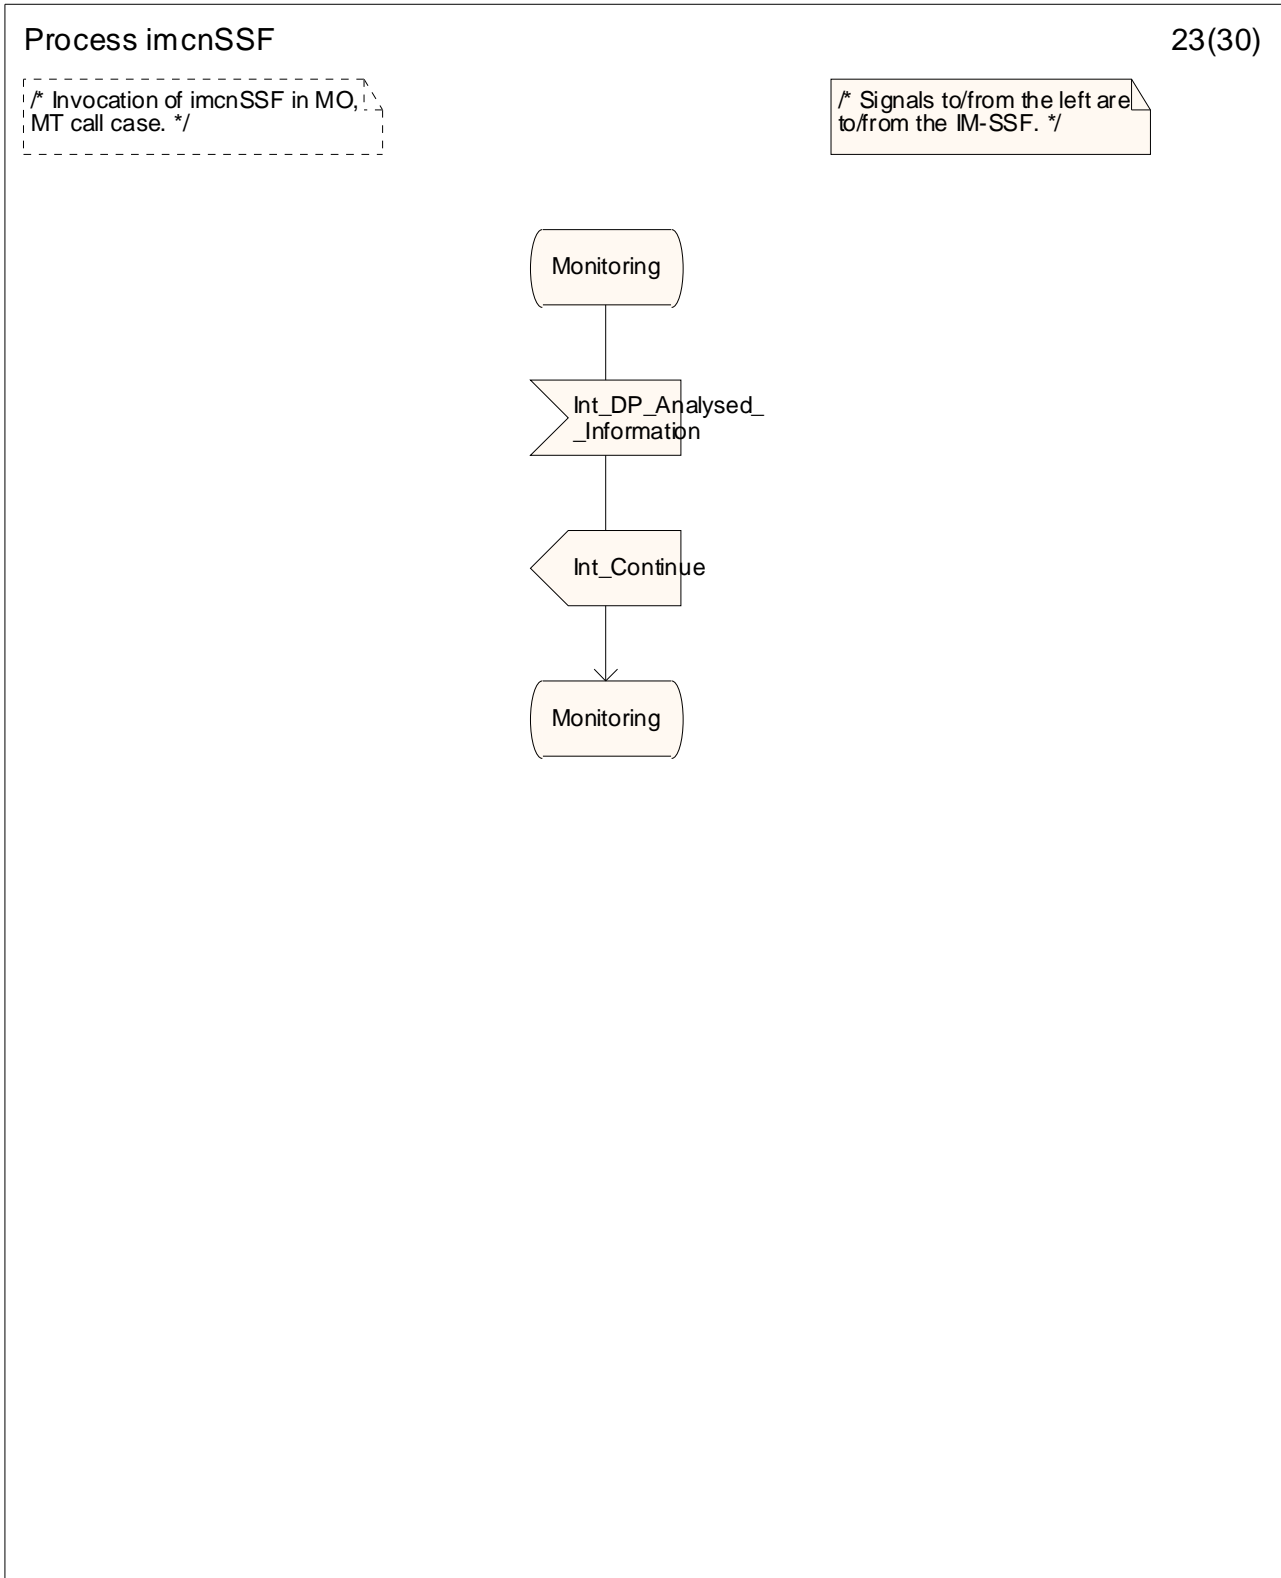 Process imcnSSF
23(30)
/* Invocation of imcnSSF in MO,
MT call case. */
/* Signals to/from the left are
to/from the IM-SSF. */
Monitoring
Int_DP_Analysed_
_Information
Int_Continue
Monitoring